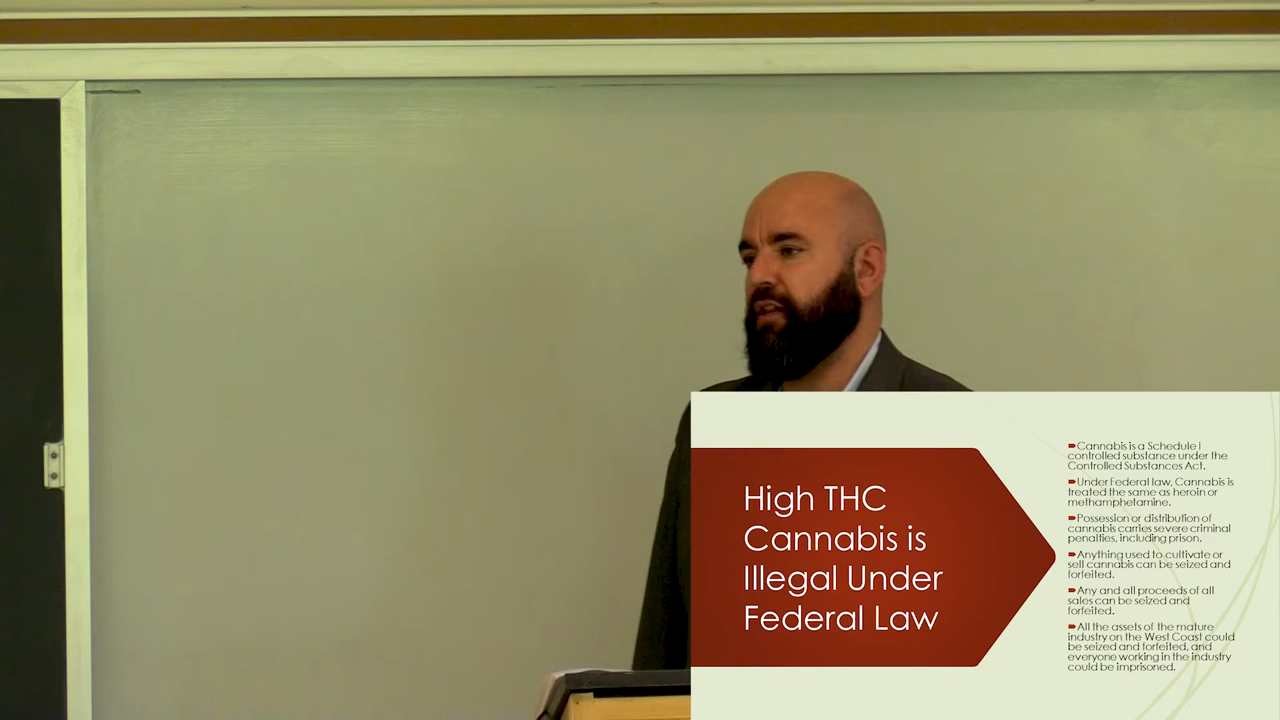 High THC
Cannabis is
Illegal Under
Federal Law
Cannabis is a Schedule I
controlled substance under the
Controlled Substances Act.
Under Federal law, Cannabis is
treated the same as heroin or
methamphetamine.
Possession or distribution of
cannabis carries severe criminal
penalties, including prison.
Anything used to cultivate or
sell cannabis can be seized and
forfeited.
Any and all proceeds of all
sales can be seized and
forfeited.
All the assets of the mature
industry on the West Coast could
be seized and forfeited, and
everyone working in the industry
could be imprisoned.